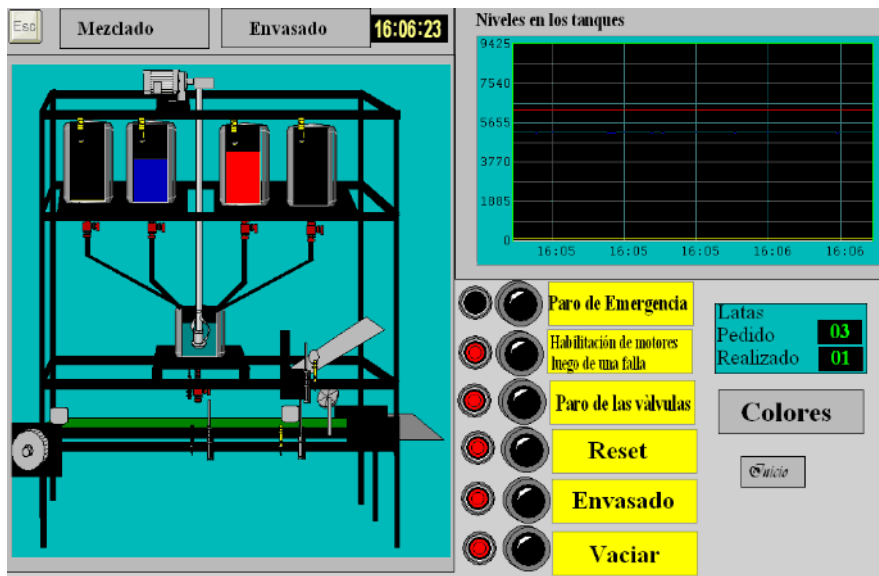 Esc
Mezclado
Envasado
16:06:23
Niveles en los tanques
9425
7540
5655
3770
1885
0
16:05 16:05 16:05 16:06 16:06
Paro de Emergencia
Habilitación de motores
luego de una falla
Paro de las vàlvulas
Reset
Envasado
Vaciar
Latas
Pedido 03
Realizado 01
Colores
Inicio